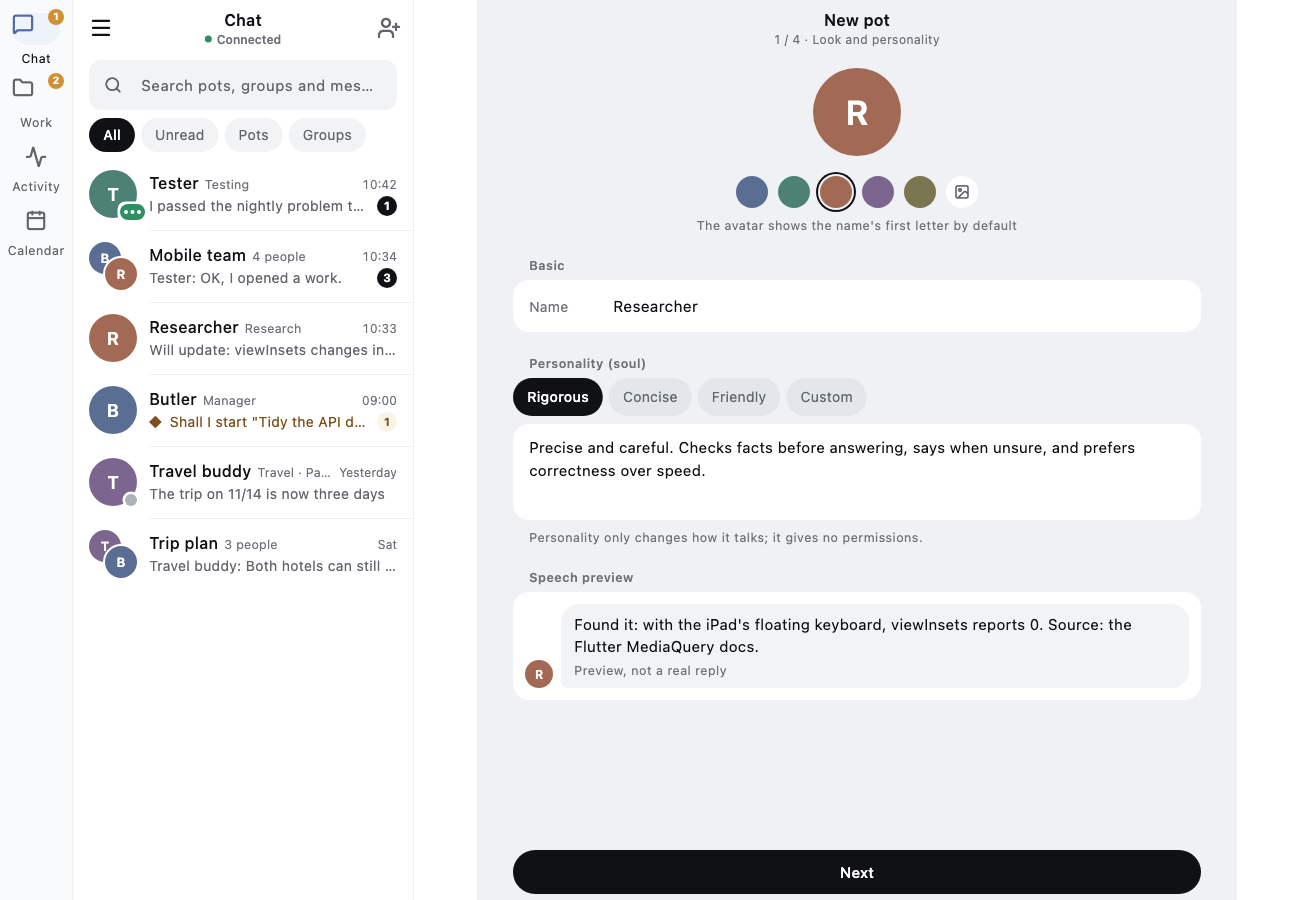 1
Chat
2
Work
Activity
Calendar
Chat
Connected
Search pots, groups and mes...
All
Unread
Pots
Groups
T
Tester Testing 10:42
I passed the nightly problem t... 1
B
R
Mobile team 4 people 10:34
Tester: OK, I opened a work. 3
R
Researcher Research 10:33
Will update: viewInsets changes in...
B
Butler Manager 09:00
Shall I start "Tidy the API d... 1
T
Travel buddy Travel · Pa... Yesterday
The trip on 11/14 is now three days
T
B
Trip plan 3 people Sat
Travel buddy: Both hotels can still ...
New pot
1 / 4 · Look and personality
R
The avatar shows the name's first letter by default
Basic
Name Researcher
Personality (soul)
Rigorous
Concise
Friendly
Custom
Precise and careful. Checks facts before answering, says when unsure, and prefers
correctness over speed.
Personality only changes how it talks; it gives no permissions.
Speech preview
Found it: with the iPad's floating keyboard, viewInsets reports 0. Source: the
Flutter MediaQuery docs.
Preview, not a real reply
R
Next